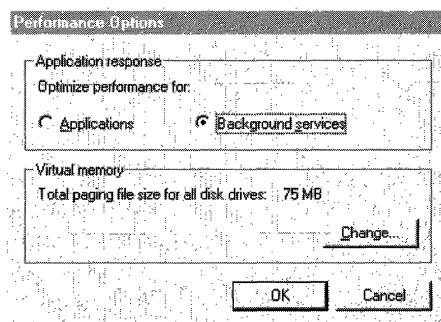 Performance Options
Application response
Optimize performance for:
Applications
Background services
Virtual memory
Total paging file size for all disk drives: 75 MB
Change...
OK
Cancel